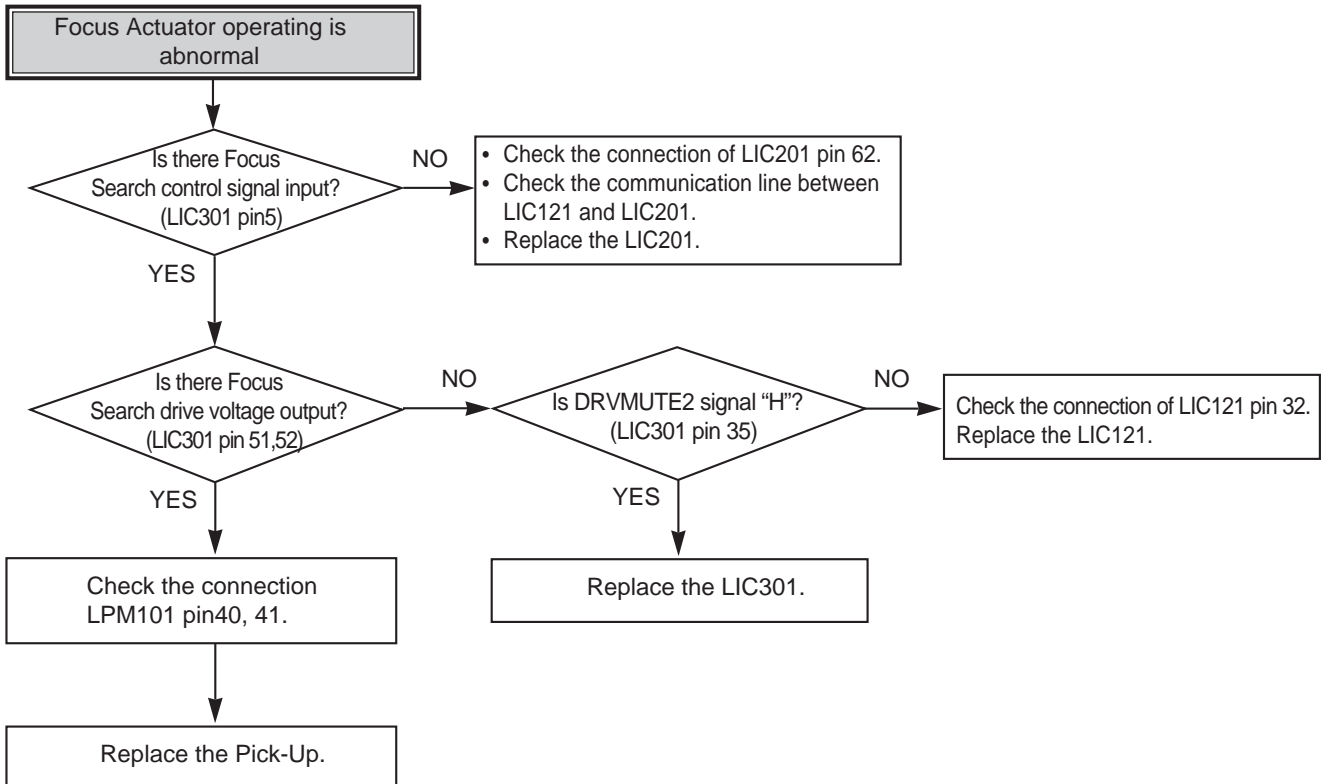 Focus Actuator operating is
abnormal
Is there Focus
Search control signal input?
(LIC301 pin5)
NO
• Check the connection of LIC201 pin 62.
• Check the communication line between
LIC121 and LIC201.
• Replace the LIC201.
YES
Is there Focus
Search drive voltage output?
(LIC301 pin 51,52)
NO
Is DRVMUTE2 signal “H”?
(LIC301 pin 35)
NO
Check the connection of LIC121 pin 32.
Replace the LIC121.
YES
YES
Check the connection
LPM101 pin40, 41.
Replace the LIC301.
Replace the Pick-Up.